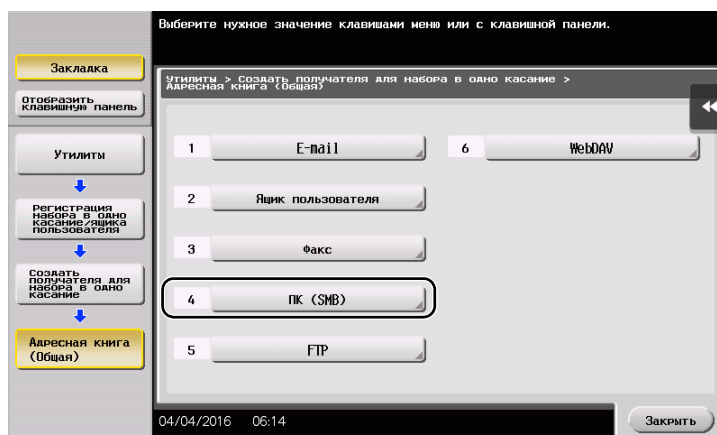 Выберите нужное значение клавишами меню или с клавишной панели.
Закладка
Отобразить
клавишную панель
Утилиты
Регистрация
набора в одно
касание/ящика
пользователя
Создать
получателя для
набора в одно
касание
Адресная книга
(Общая)
Утилиты > Создать получателя для набора в одно касание >
Адресная книга (Общая)
1 E-mail
2 Ящик пользователя
3 Факс
4 ПК (SMB)
5 FTP
6 WebDAV
04/04/2016 06:14
Закрыть